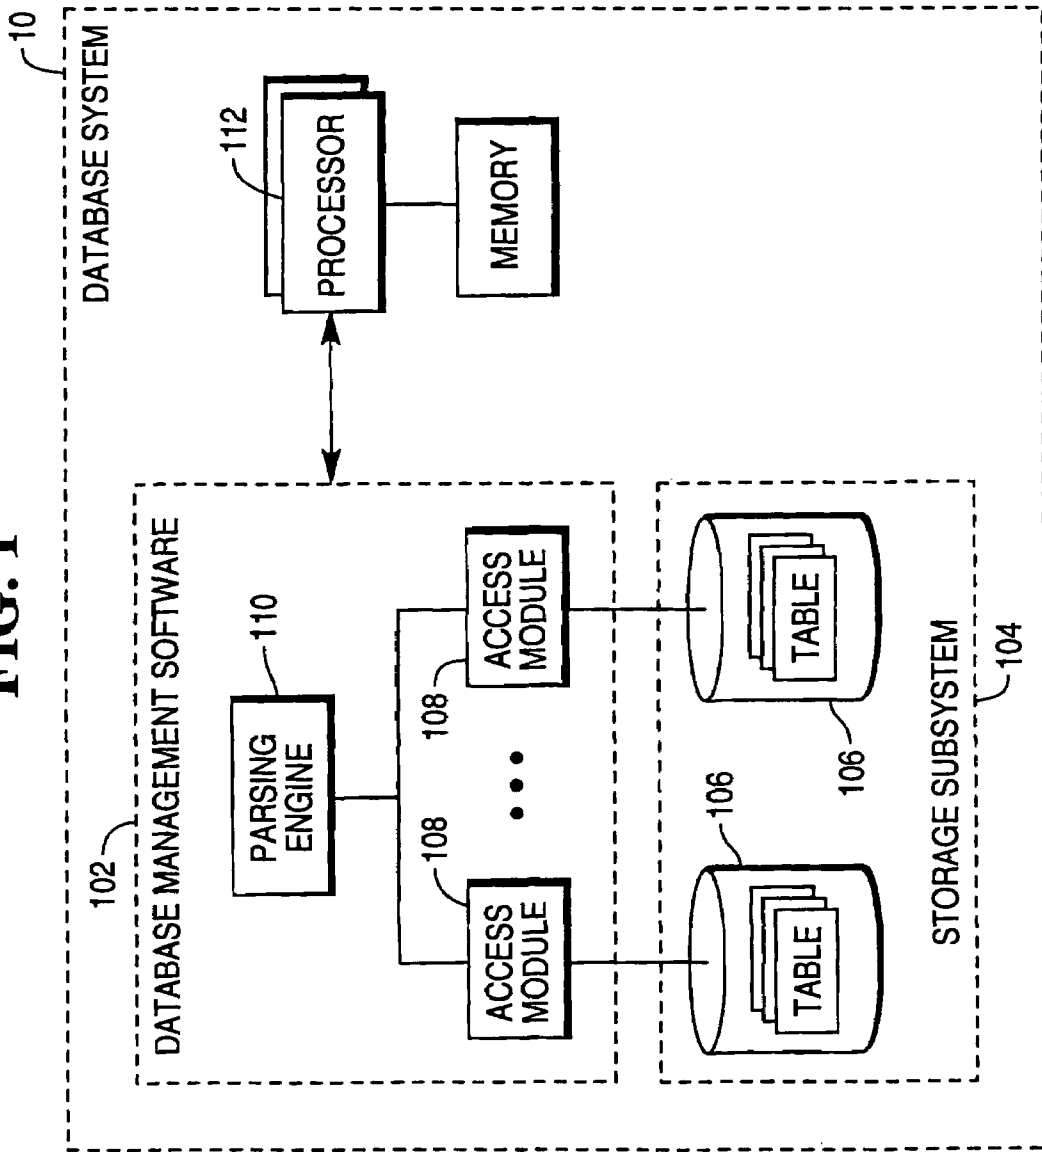 FIG. 1
10
DATABASE SYSTEM
102
DATABASE MANAGEMENT SOFTWARE
PARSING
ENGINE
110
112
PROCESSOR
MEMORY
108
ACCESS
MODULE
108
ACCESS
MODULE
106
TABLE
106
TABLE
STORAGE SUBSYSTEM
104